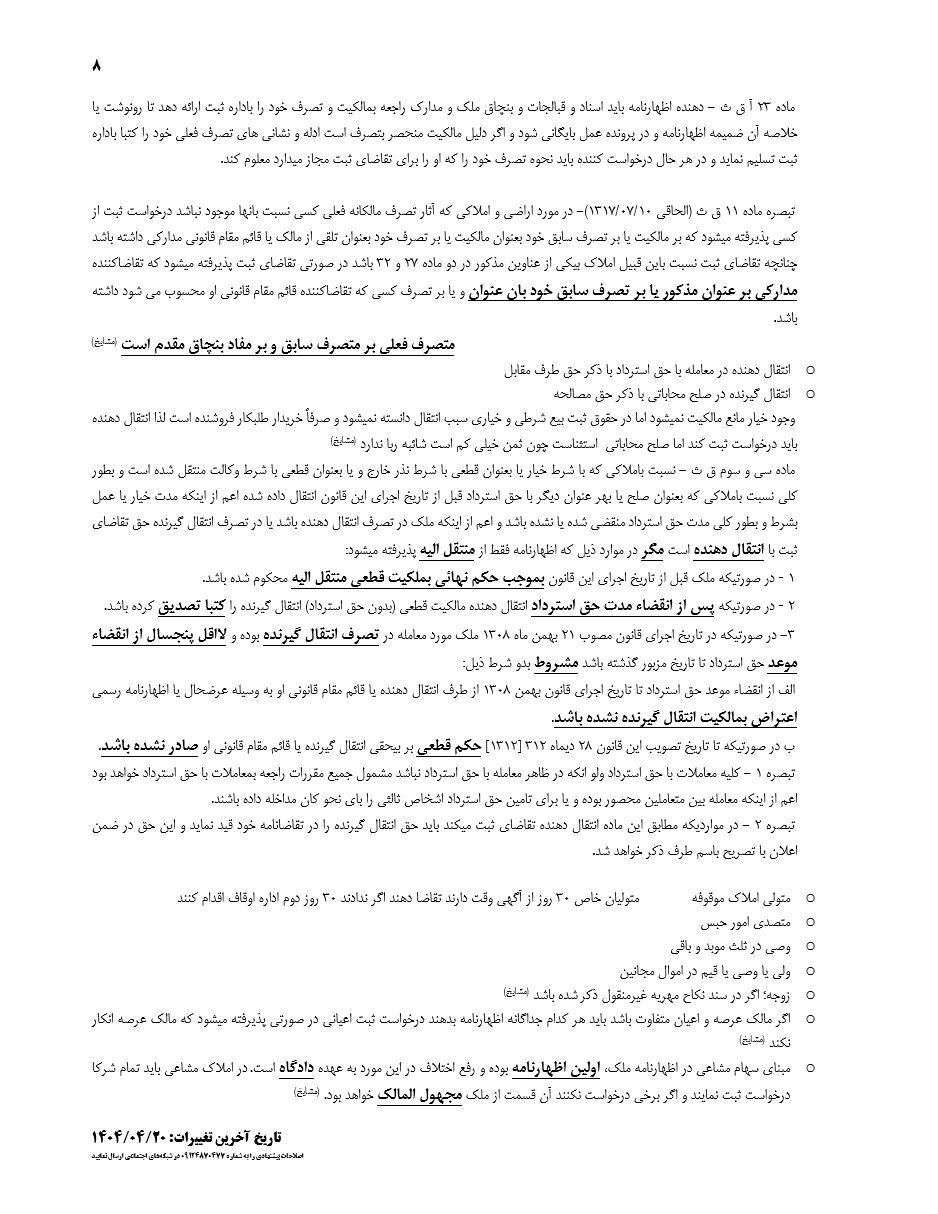 ۸
ماده ۲۳ آ ق ث – دهنده اظهارنامه باید اسناد و قبالجات و بنچاق ملک و مدارک راجعه بمالکیت و تصرف خود را باداره ثبت ارائه دهد تا رونوشت یا
خلاصه آن ضمیمه اظهارنامه و در پرونده عمل بایگانی شود و اگر دلیل مالکیت منحصر بتصرف است ادله و نشانی های تصرف فعلی خود را کتبا باداره
ثبت تسلیم نماید و در هر حال درخواست کننده باید نحوه تصرف خود را که او را برای تقاضای ثبت مجاز میدارد معلوم کند.
تبصره ماده ۱۱ ق ث (الحاقی ۱۳۱۷/۰۷/۱۰)– در مورد اراضی و املاکی که آثار تصرف مالکانه فعلی کسی نسبت بانها موجود نباشد درخواست ثبت از
کسی پذیرفته میشود که بر مالکیت یا بر تصرف سابق خود بعنوان مالکیت یا بر تصرف خود بعنوان تلقی از مالک یا قائم مقام قانونی مدارکی داشته باشد
چنانچه تقاضای ثبت نسبت باین قبیل املاک بیکی از عناوین مذکور در دو ماده ۲۷ و ۳۲ باشد در صورتی تقاضای ثبت پذیرفته میشود که تقاضاکننده
مدارکی بر عنوان مذکور یا بر تصرف سابق خود بان عنوان و یا بر تصرف کسی که تقاضاکننده قائم مقام قانونی او محسوب می شود داشته
باشد.
متصرف فعلی بر متصرف سابق و بر مفاد بنچاق مقدم است (مشایخ)
○ انتقال دهنده در معامله با حق استرداد با ذکر حق طرف مقابل
○ انتقال گیرنده در صلح محاباتی با ذکر حق مصالحه
وجود خیار مانع مالکیت نمیشود اما در حقوق ثبت بیع شرطی و خیاری سبب انتقال دانسته نمیشود و صرفاً خریدار طلبکار فروشنده است لذا انتقال دهنده
باید درخواست ثبت کند اما صلح محاباتی استثناست چون ثمن خیلی کم است شائبه ربا ندارد (مشایخ)
ماده سی و سوم ق ث – نسبت باملاکی که با شرط خیار یا بعنوان قطعی با شرط نذر خارج و یا بعنوان قطعی با شرط وکالت منتقل شده است و بطور
کلی نسبت باملاکی که بعنوان صلح یا بهر عنوان دیگر با حق استرداد قبل از تاریخ اجرای این قانون انتقال داده شده اعم از اینکه مدت خیار یا عمل
بشرط و بطور کلی مدت حق استرداد منقضی شده یا نشده باشد و اعم از اینکه ملک در تصرف انتقال دهنده باشد یا در تصرف انتقال گیرنده حق تقاضای
ثبت با انتقال دهنده است مگر در موارد ذیل که اظهارنامه فقط از منتقل الیه پذیرفته میشود:
۱ - در صورتیکه ملک قبل از تاریخ اجرای این قانون بموجب حکم نهائی بملکیت قطعی منتقل الیه محکوم شده باشد.
۲ - در صورتیکه پس از انقضاء مدت حق استرداد انتقال دهنده مالکیت قطعی (بدون حق استرداد) انتقال گیرنده را کتبا تصدیق کرده باشد.
۳– در صورتیکه در تاریخ اجرای قانون مصوب ۲۱ بهمن ماه ۱۳۰۸ ملک مورد معامله در تصرف انتقال گیرنده بوده و لااقل پنجسال از انقضاء
موعد حق استرداد تا تاریخ مزبور گذشته باشد مشروط بدو شرط ذیل:
الف از انقضاء موعد حق استرداد تا تاریخ اجرای قانون بهمن ۱۳۰۸ از طرف انتقال دهنده یا قائم مقام قانونی او به وسیله عرضحال یا اظهارنامه رسمی
اعتراض بمالکیت انتقال گیرنده نشده باشد.
ب در صورتیکه تا تاریخ تصویب این قانون ۲۸ دیماه ۳۱۲ [۱۳۱۲] حکم قطعی بر بیحقی انتقال گیرنده یا قائم مقام قانونی او صادر نشده باشد.
تبصره ۱ – کلیه معاملات با حق استرداد ولو انکه در ظاهر معامله با حق استرداد نباشد مشمول جمیع مقررات راجعه بمعاملات با حق استرداد خواهد بود
اعم از اینکه معامله بین متعاملین محصور بوده و یا برای تامین حق استرداد اشخاص ثالثی را بای نحو کان مداخله داده باشند.
تبصره ۲ – در مواردیکه مطابق این ماده انتقال دهنده تقاضای ثبت میکند باید حق انتقال گیرنده را در تقاضانامه خود قید نماید و این حق در ضمن
اعلان با تصریح باسم طرف ذکر خواهد شد.
○ متولی املاک موقوفه متولیان خاص ۳۰ روز از آگهی وقت دارند تقاضا دهند اگر ندادند ۳۰ روز دوم اداره اوقاف اقدام کنند
○ متصدی امور حبس
○ وصی در ثلث موبد و باقی
○ ولی یا وصی یا قیم در اموال مجانین
○ زوجه؛ اگر در سند نکاح مهریه غیرمنقول ذکر شده باشد (مشایخ)
○ اگر مالک عرصه و اعیان متفاوت باشد باید هر کدام جداگانه اظهارنامه بدهند درخواست ثبت اعیانی در صورتی پذیرفته میشود که مالک عرصه انکار
نکند (مشایخ)
○ مبنای سهام مشاعی در اظهارنامه ملک، اولین اظهارنامه بوده و رفع اختلاف در این مورد به عهده دادگاه است. در املاک مشاعی باید تمام شرکا
درخواست ثبت نمایند و اگر برخی درخواست نکنند آن قسمت از ملک مجهول المالک خواهد بود. (مشایخ)
تاریخ آخرین تغییرات: ۱۴۰۴/۰۴/۲۰
اصلاحات پیشنهادی را به شماره ۰۹۱۲۴۸۷۰۴۷۷ در شبکه‌های اجتماعی ارسال نمایید